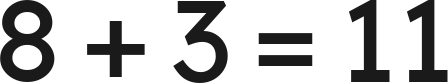 8 + 3 = 11